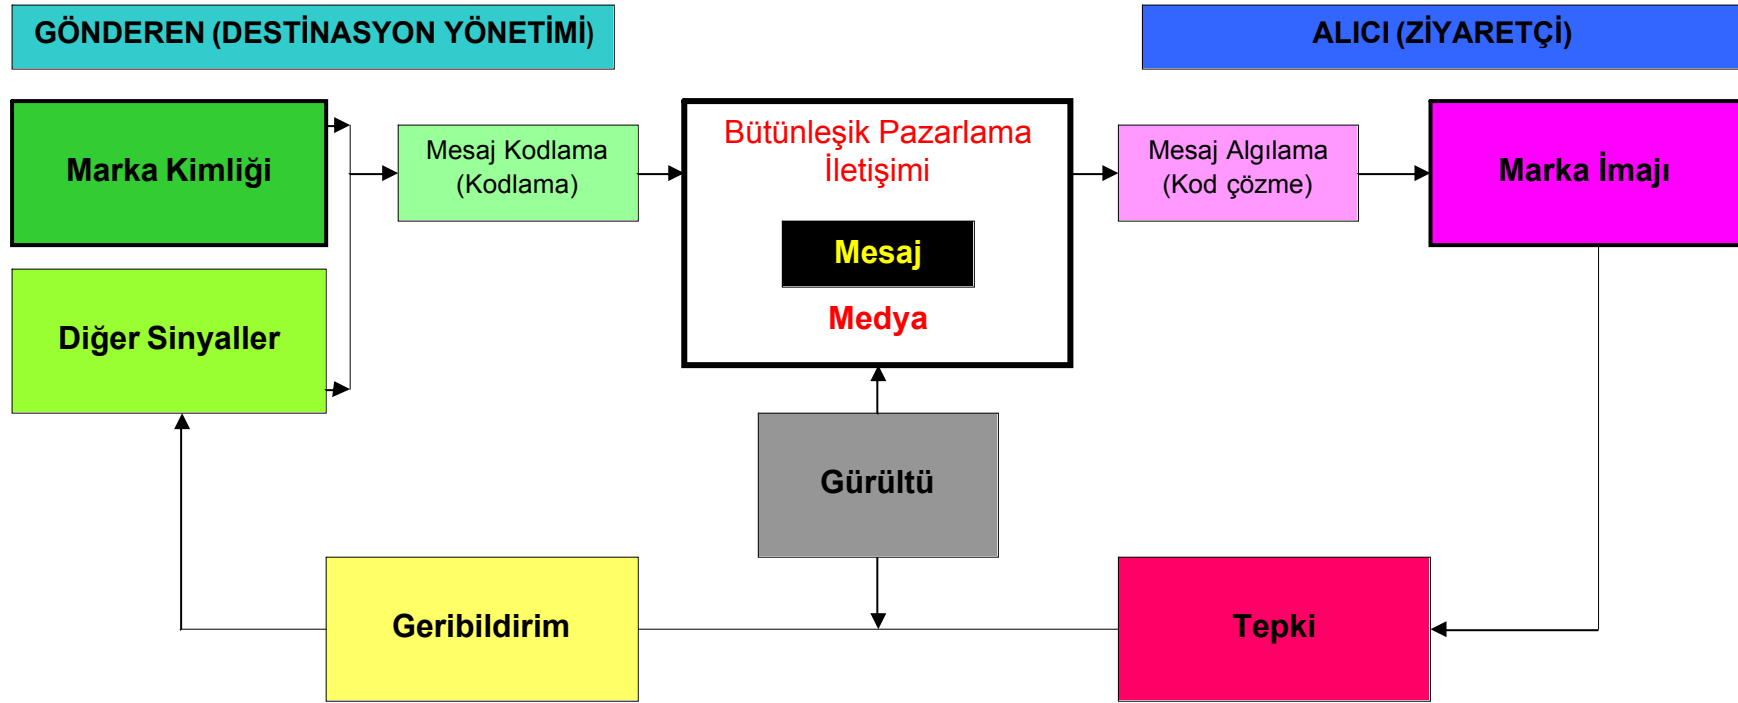 GÖNDEREN (DESTİNASYON YÖNETİMİ)
ALICI (ZİYARETÇİ)
Marka Kimliği
Mesaj Kodlama
(Kodlama)
Bütünleşik Pazarlama
İletişimi
Mesaj
Medya
Mesaj Algılama
(Kod çözme)
Marka İmajı
Diğer Sinyaller
Gürültü
Geribildirim
Tepki